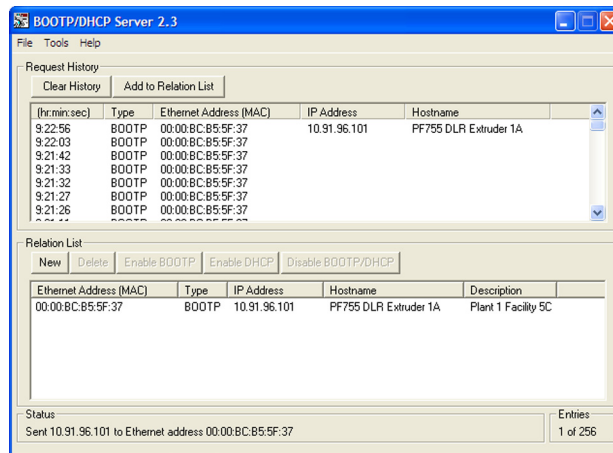 BOOTP/DHCP Server 2.3
File Tools Help
Request History
Clear History Add to Relation List
(hr:min:sec) Type Ethernet Address (MAC) IP Address Hostname
9:22:56 BOOTP 00:00:BC:B5:5F:37 10.91.96.101 PF755 DLR Extruder 1A
9:22:03 BOOTP 00:00:BC:B5:5F:37
9:21:42 BOOTP 00:00:BC:B5:5F:37
9:21:33 BOOTP 00:00:BC:B5:5F:37
9:21:32 BOOTP 00:00:BC:B5:5F:37
9:21:27 BOOTP 00:00:BC:B5:5F:37
9:21:26 BOOTP 00:00:BC:B5:5F:37
Relation List
New Delete Enable BOOTP Enable DHCP Disable BOOTP/DHCP
Ethernet Address (MAC) Type IP Address Hostname Description
00:00:BC:B5:5F:37 BOOTP 10.91.96.101 PF755 DLR Extruder 1A Plant 1 Facility 5C
Status Entries
Sent 10.91.96.101 to Ethernet address 00:00:BC:B5:5F:37 1 of 256